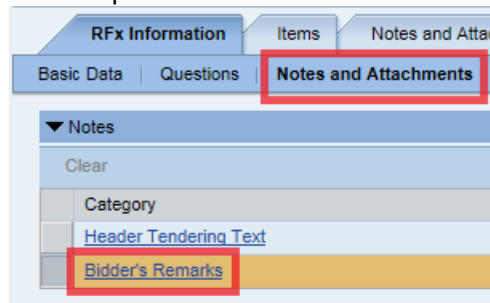 RFx Information Items Notes and Atta
Basic Data | Questions | Notes and Attachments
Notes
Clear
Category
Header Tendering Text
Bidder's Remarks